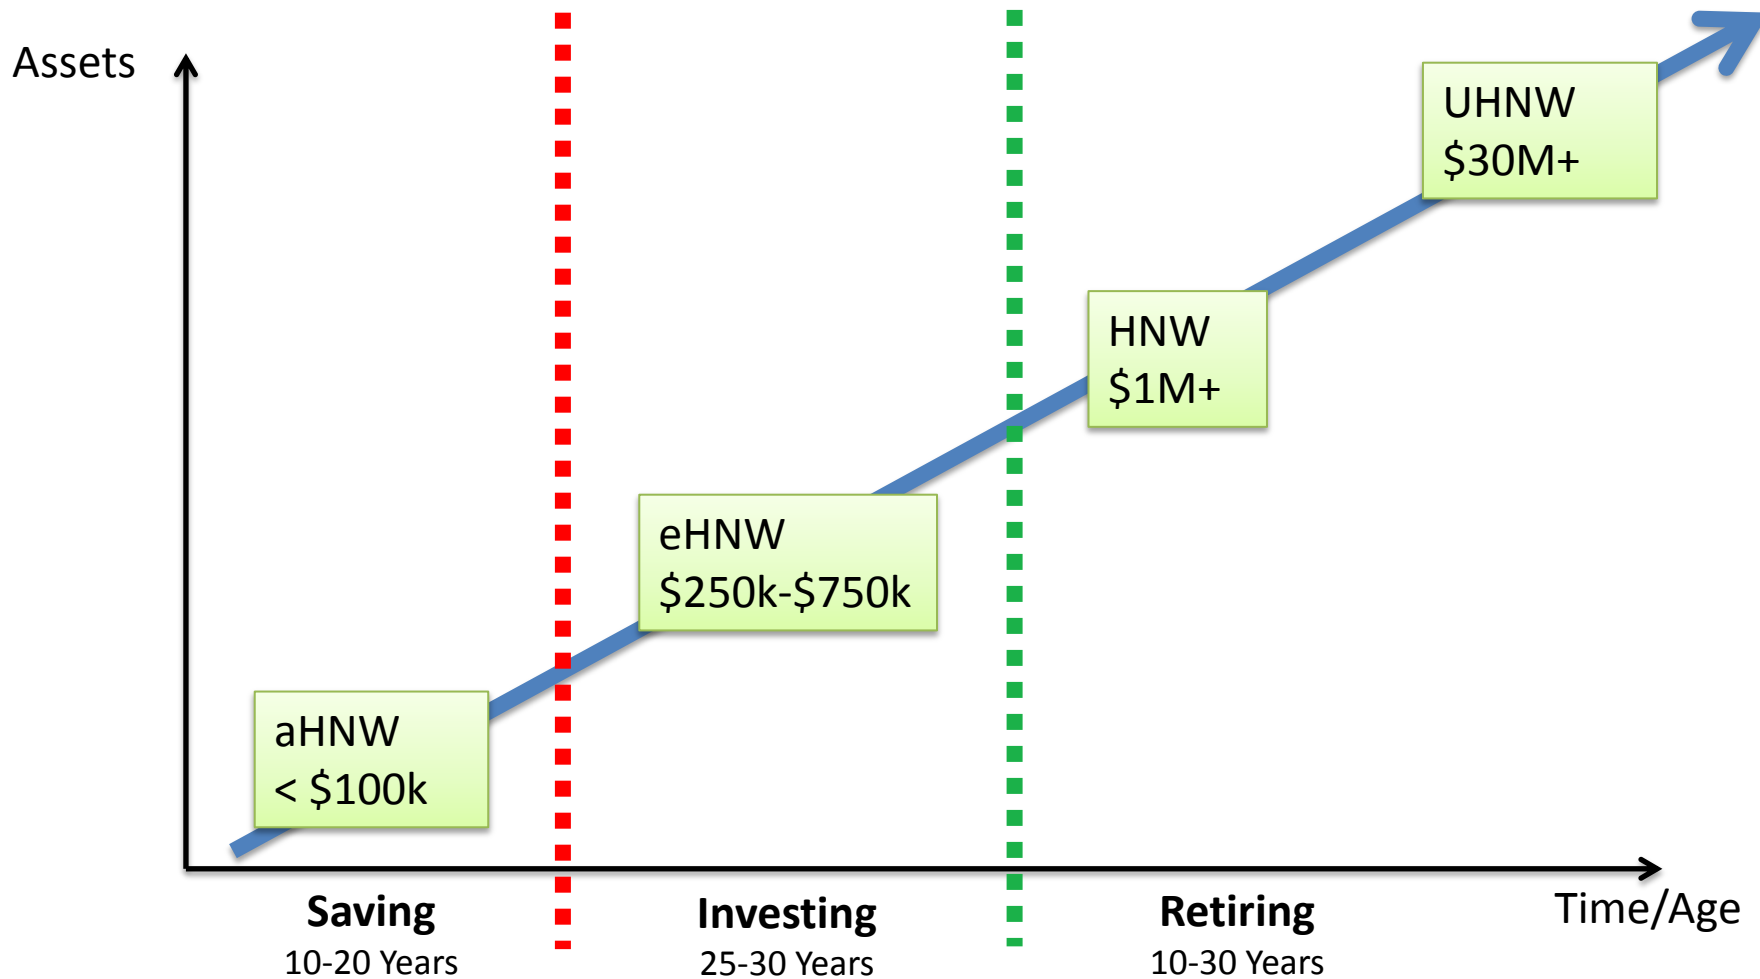 Assets
UHNW
$30M+
HNW
$1M+
eHNW
$250k-$750k
aHNW
< $100k
Saving
10-20 Years
Investing
25-30 Years
Retiring
10-30 Years
Time/Age